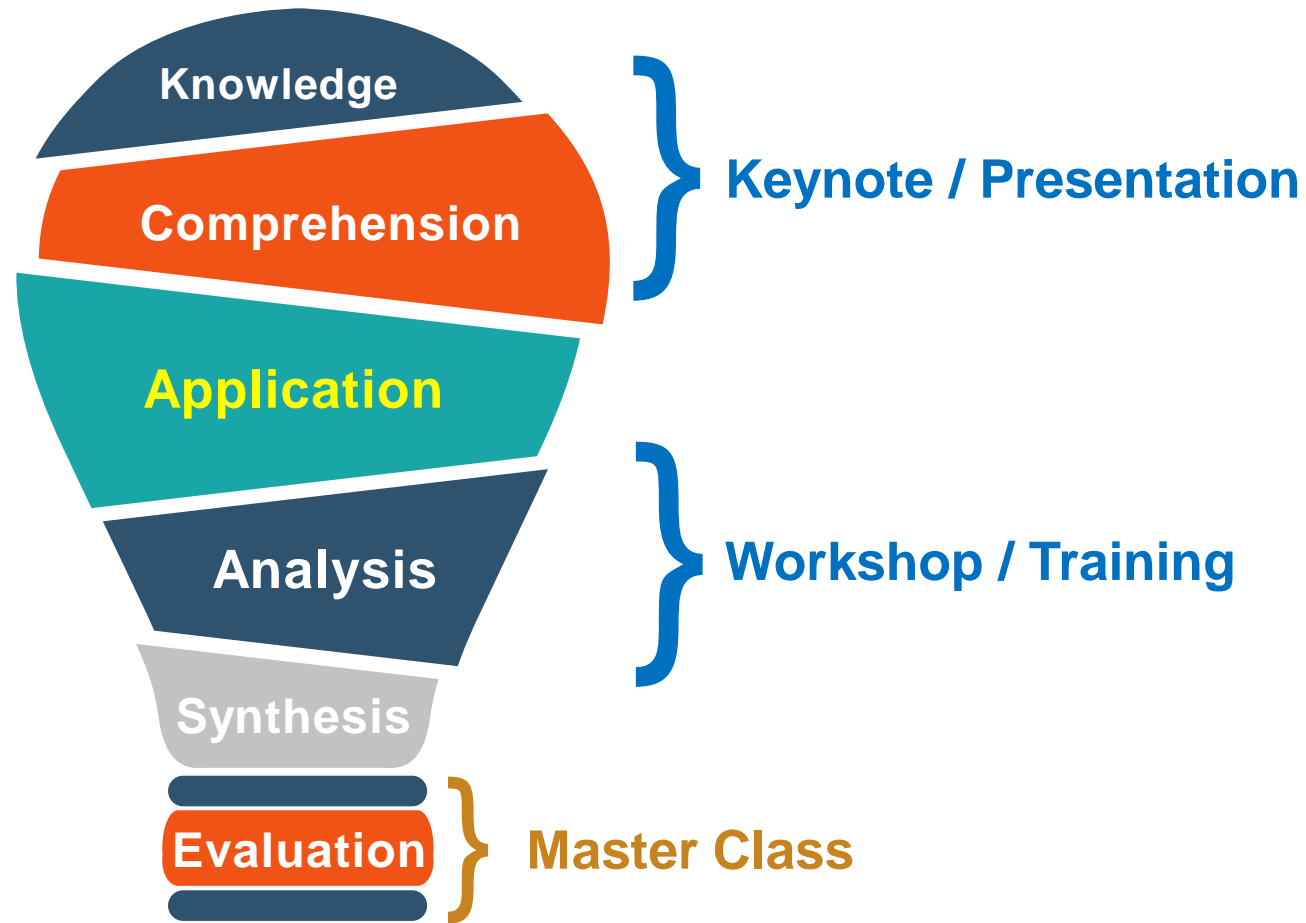 Knowledge
Comprehension
Keynote / Presentation
Application
Analysis
Workshop / Training
Synthesis
Evaluation
Master Class